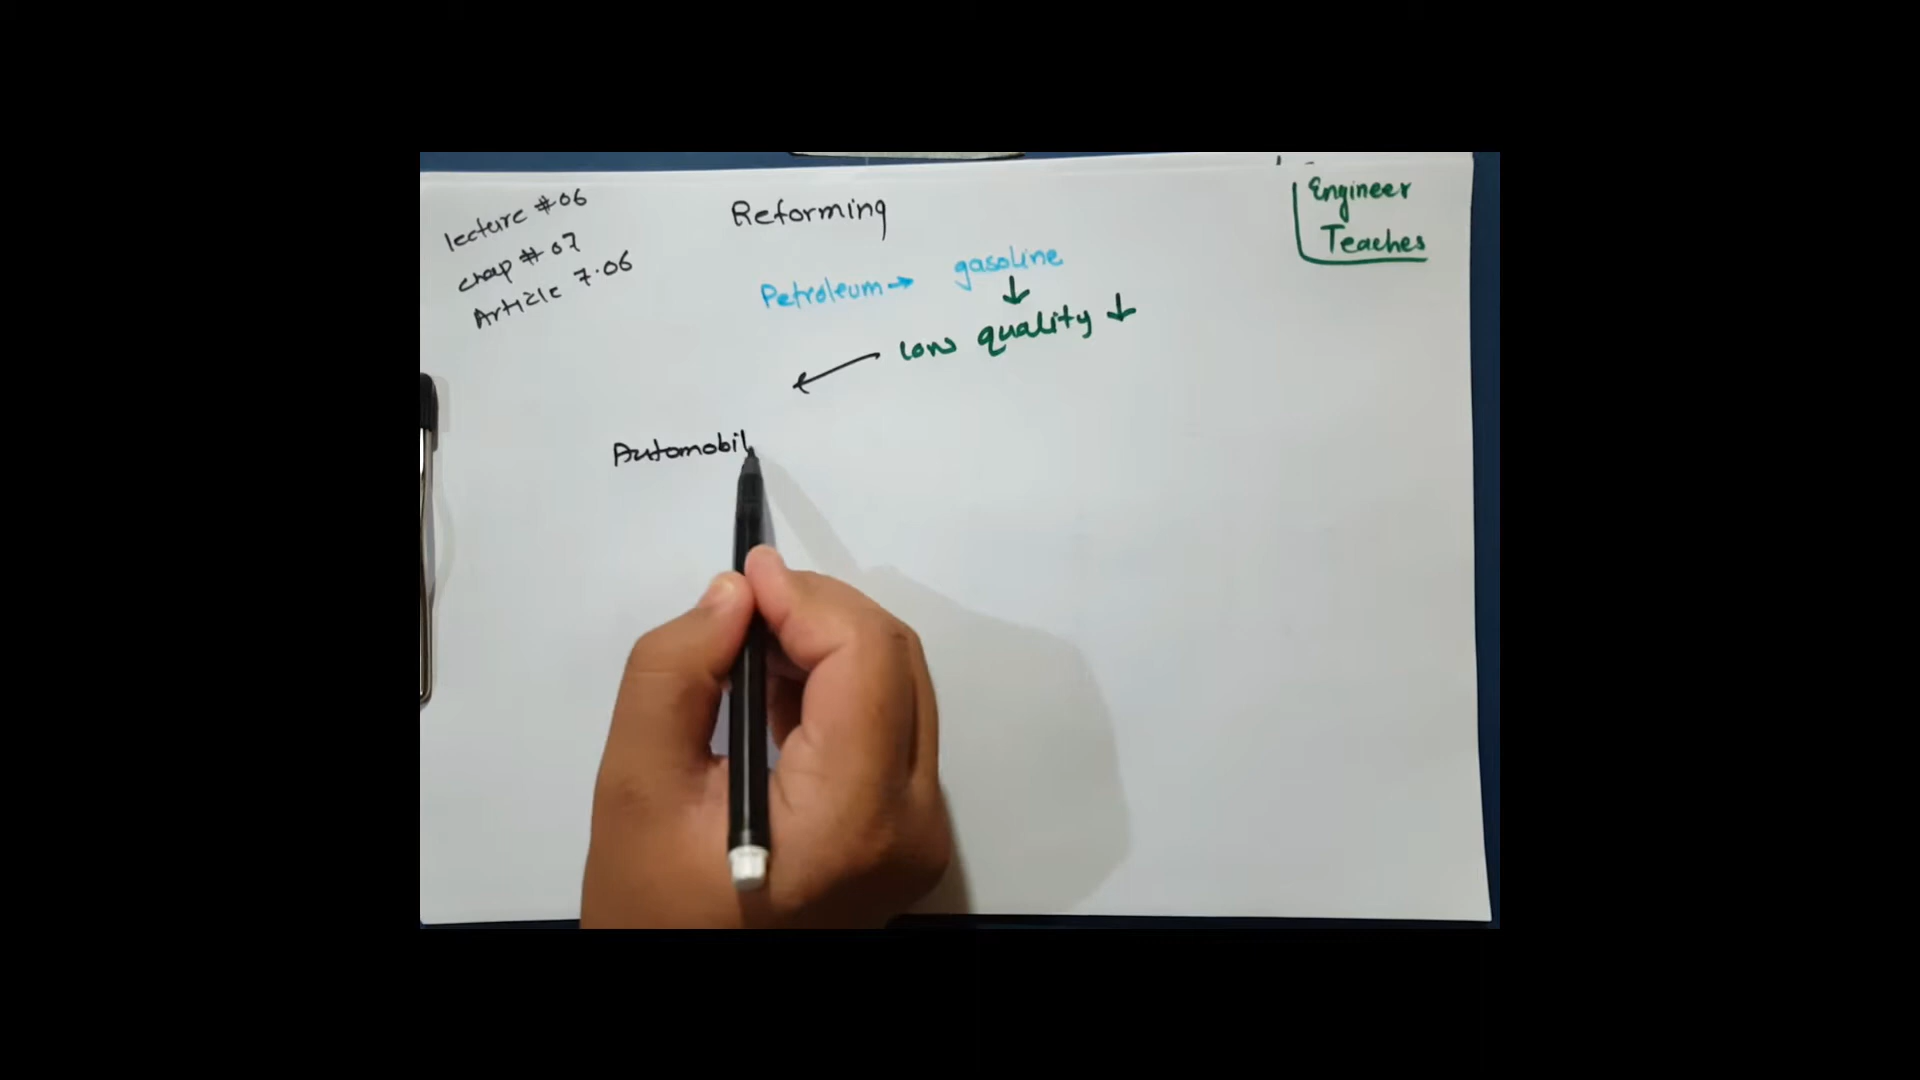 lecture #06
chap #07
Article 7.06
Reforming
Engineer
Teaches
Petroleum → gasoline
↓
low quality ↓
Automobil